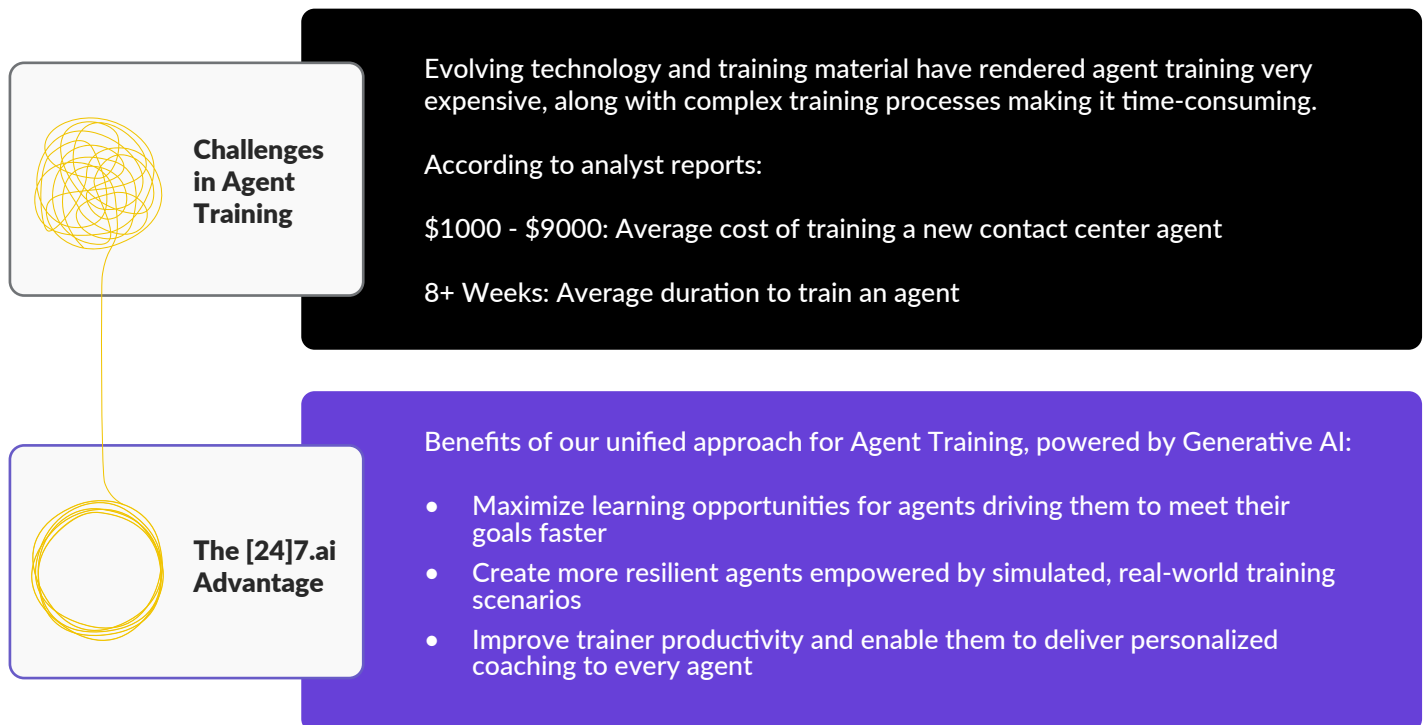 Challenges
in Agent
Training
Evolving technology and training material have rendered agent training very
expensive, along with complex training processes making it time-consuming.
According to analyst reports:
$1000 - $9000: Average cost of training a new contact center agent
8+ Weeks: Average duration to train an agent
The [24]7.ai
Advantage
Benefits of our unified approach for Agent Training, powered by Generative AI:
● Maximize learning opportunities for agents driving them to meet their
goals faster
● Create more resilient agents empowered by simulated, real-world training
scenarios
● Improve trainer productivity and enable them to deliver personalized
coaching to every agent